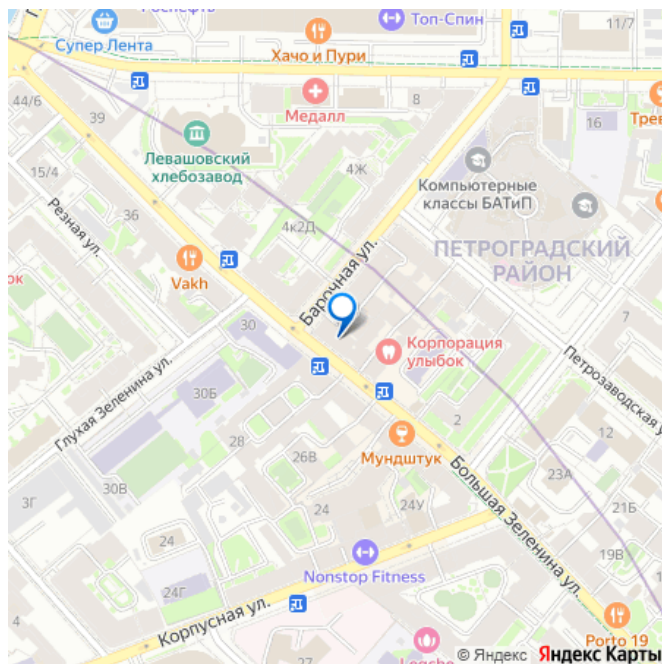 Роснефть
Топ-Спин
11/7
Супер Лента
Хачо и Пури
44/6
39
Медалл
8
Трев
16
Левашовский
хлебозавод
4Ж
15/4
Резная ул.
36
Компьютерные
классы БАТиП
4к2Д
Барочная ул.
ПЕТРОГРАДСКИЙ
РАЙОН
Vakh
ок
30
7
Корпорация
улыбок
Петрозаводская у
Глухая Зеленина ул.
30Б
2
28
Мундштук
26В
Большая Зеленина ул.
23А
30В
3Г
24
24У
21Б
24
19В
24Г
Nonstop Fitness
Корпусная ул.
Porto 19
27
24
© Яндекс Яндекс Карты